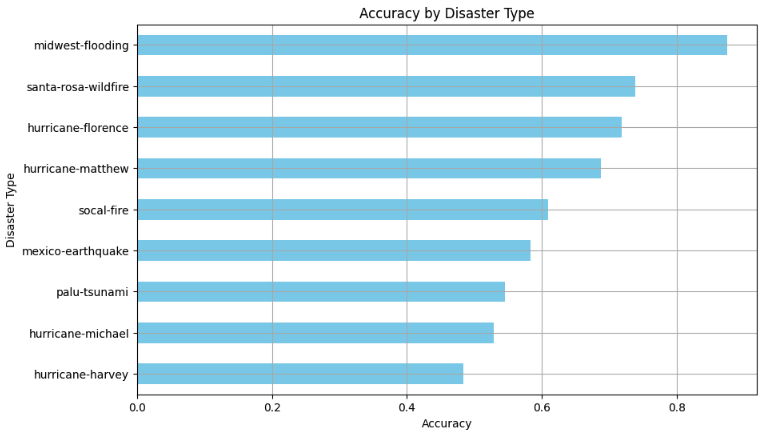 Accuracy by Disaster Type
midwest-flooding
santa-rosa-wildfire
hurricane-florence
hurricane-matthew
socal-fire
mexico-earthquake
palu-tsunami
hurricane-michael
hurricane-harvey
Disaster Type
0.0 0.2 0.4 0.6 0.8
Accuracy